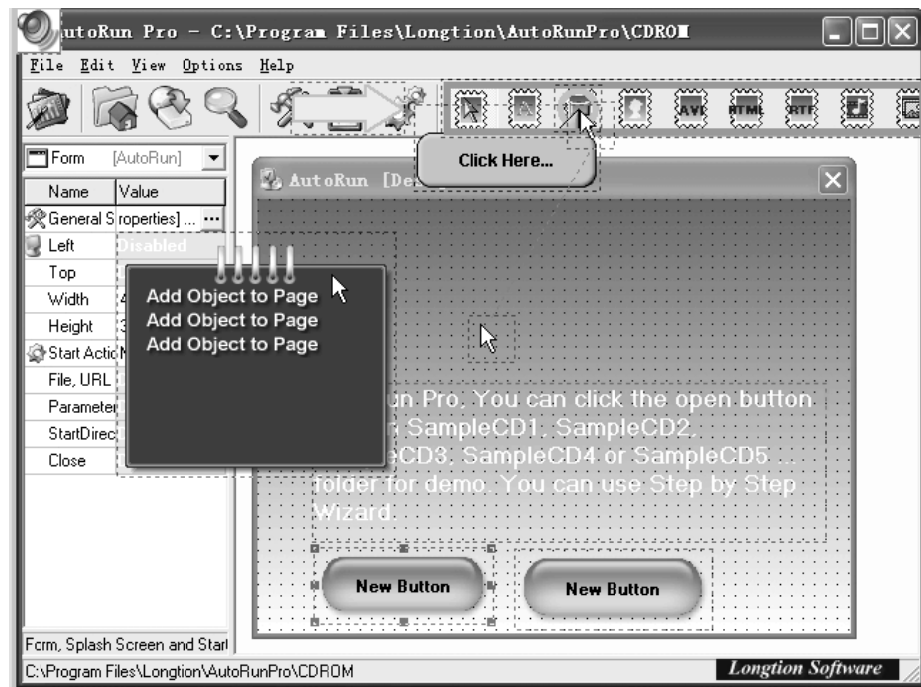 utoRun Pro - C:\Program Files\Longtion\AutoRunPro\CDROM
File Edit View Options Help
AVI HTML RTF
Form [AutoRun]
Click Here...
AutoRun [De
Name Value
General S roperties] ... ...
Left Disabled
Top
Width 4
Height 3
Start Actio
File, URL
Parameter
StartDirec
Close
Add Object to Page
Add Object to Page
Add Object to Page
un Pro, You can click the open button
n SampleCD1, SampleCD2,
eCD3, SampleCD4 or SampleCD5 ...
folder for demo. You can use Step by Step
Wizard.
New Button
New Button
Form, Splash Screen and Start
C:\Program Files\Longtion\AutoRunPro\CDROM
Longtion Software